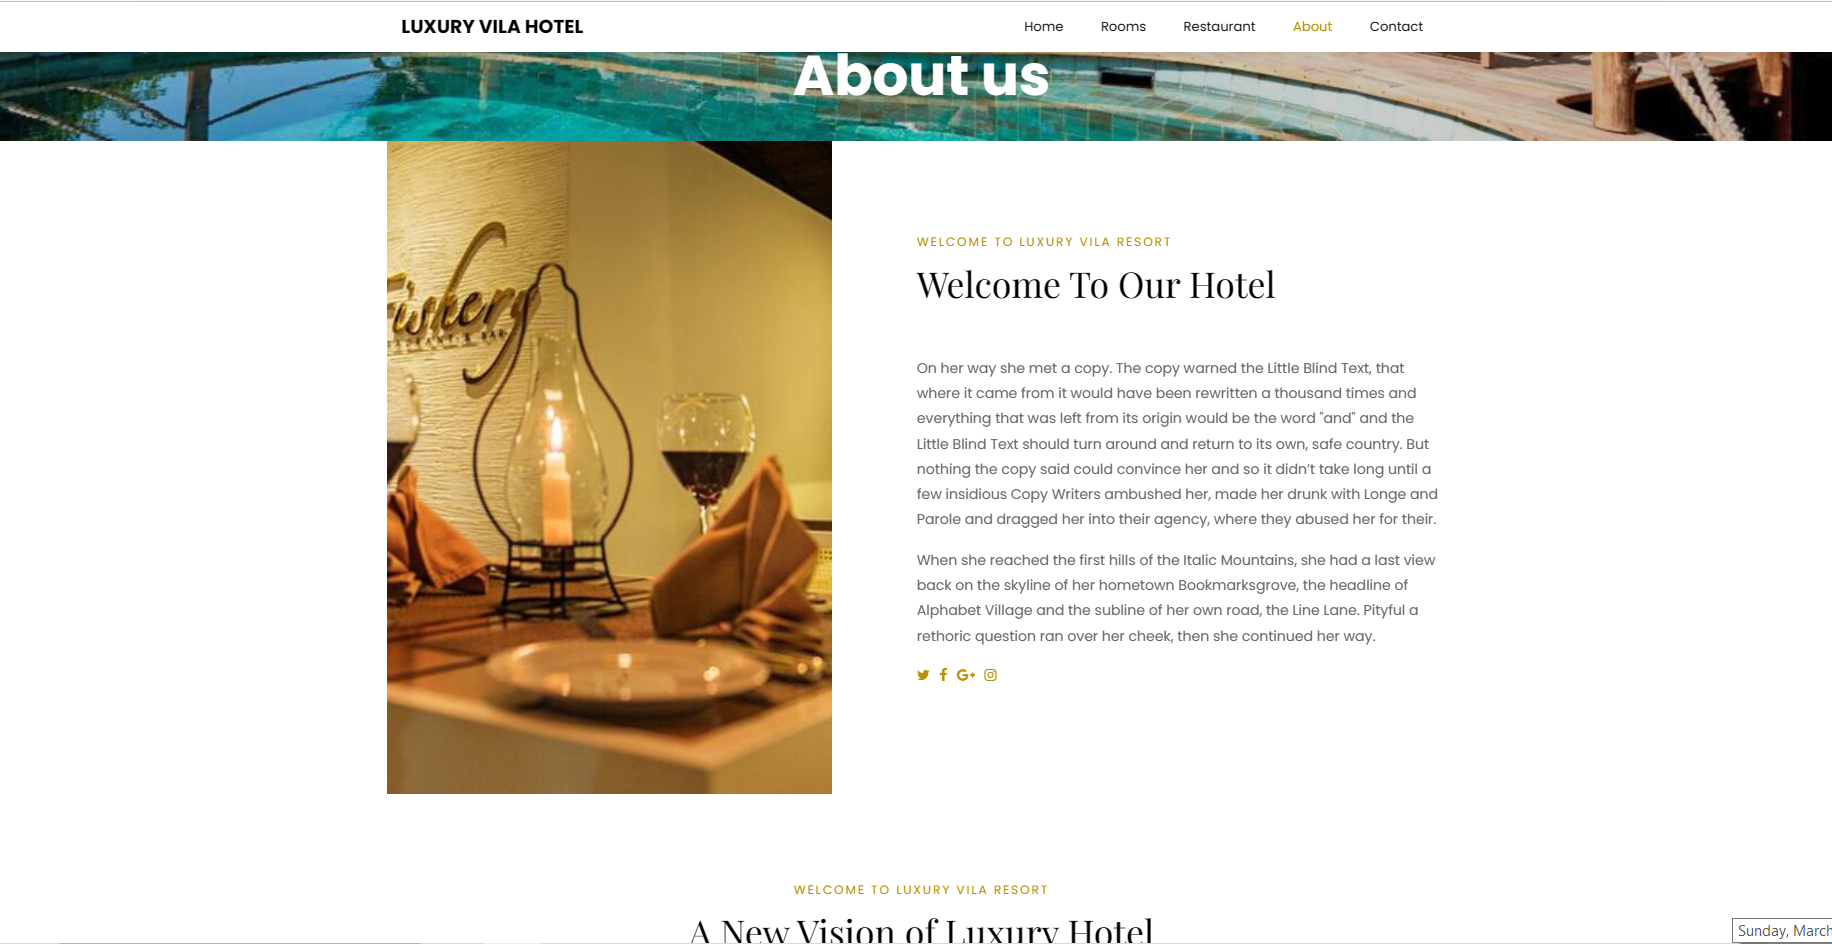 LUXURY VILA HOTEL
Home Rooms Restaurant About Contact
About us
Fishery
WELCOME TO LUXURY VILA RESORT
Welcome To Our Hotel
On her way she met a copy. The copy warned the Little Blind Text, that
where it came from it would have been rewritten a thousand times and
everything that was left from its origin would be the word "and" and the
Little Blind Text should turn around and return to its own, safe country. But
nothing the copy said could convince her and so it didn’t take long until a
few insidious Copy Writers ambushed her, made her drunk with Longe and
Parole and dragged her into their agency, where they abused her for their.
When she reached the first hills of the Italic Mountains, she had a last view
back on the skyline of her hometown Bookmarksgrove, the headline of
Alphabet Village and the subline of her own road, the Line Lane. Pityful a
rethoric question ran over her cheek, then she continued her way.
WELCOME TO LUXURY VILA RESORT
A New Vision of Luxury Hotel
Sunday, March